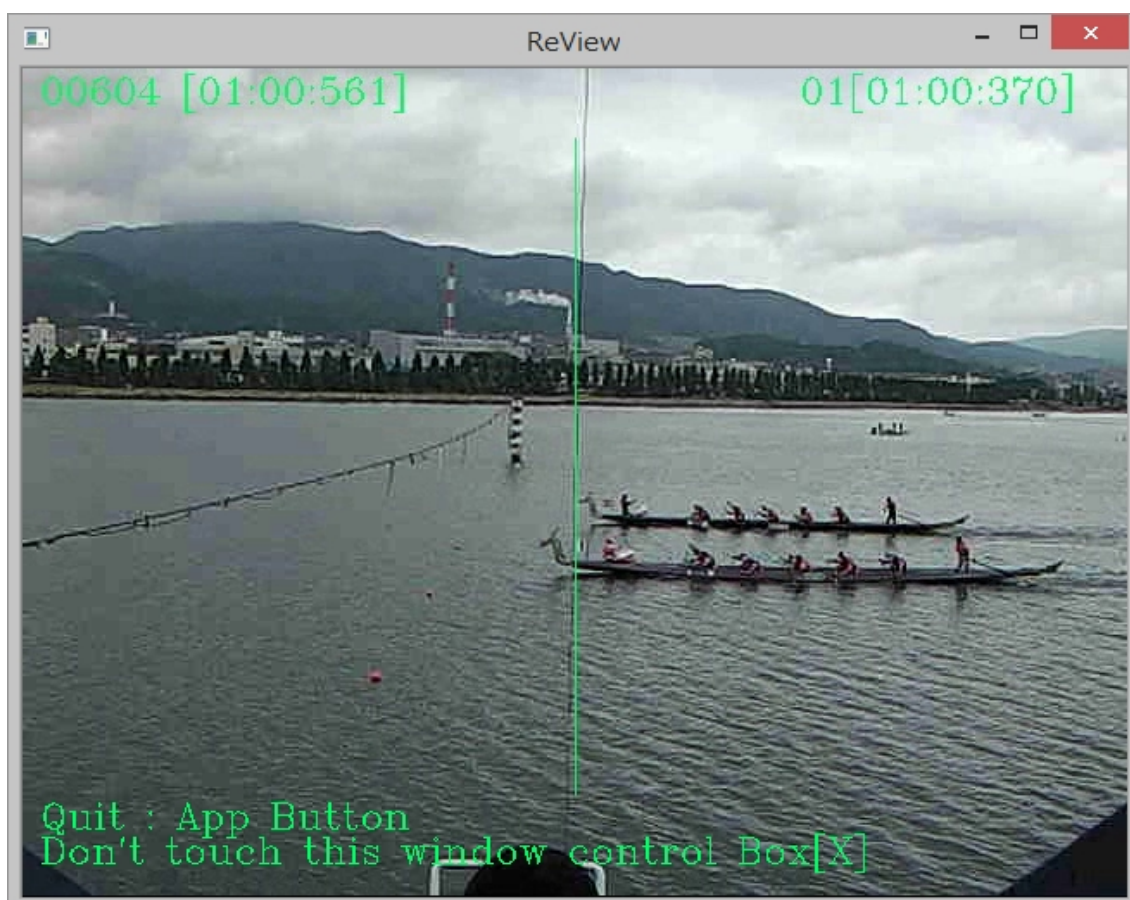 ReView
00604 [01:00:561]
01[01:00:370]
Quit : App Button
Don't touch this window control Box[X]